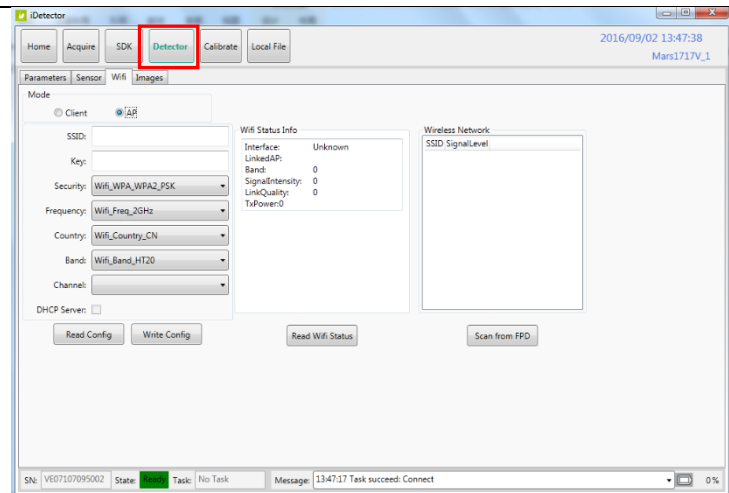 iDetector
Home Acquire SDK Detector Calibrate Local File
2016/09/02 13:47:38
Mars1717V_1
Parameters Sensor Wifi Images
Mode
Client AP
SSID:
Key:
Security: Wifi_WPA_WPA2_PSK
Frequency: Wifi_Freq_2GHz
Country: Wifi_Country_CN
Band: Wifi_Band_HT20
Channel:
DHCP Server:
Read Config Write Config
Wifi Status Info
Interface: Unknown
LinkedAP:
Band: 0
SignalIntensity: 0
LinkQuality: 0
TxPower:0
Read Wifi Status
Wireless Network
SSID SignalLevel
Scan from FPD
SN: VE07107095002 State: Ready Task: No Task Message: 13:47:17 Task succeed: Connect 0%